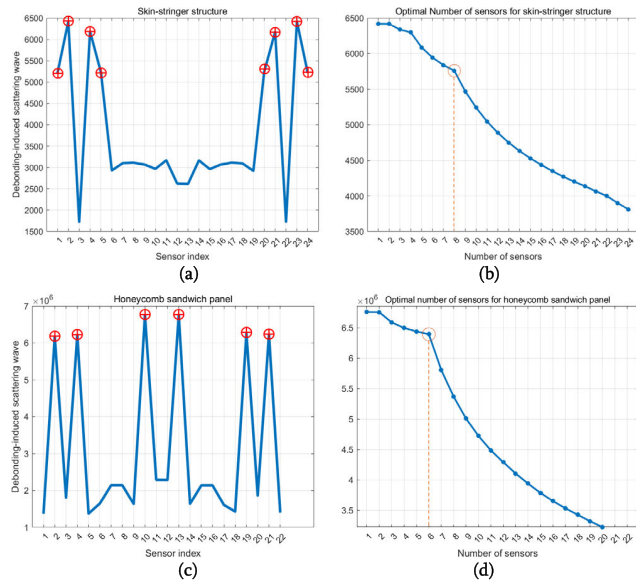 Skin-stringer structure
Debonding-induced scattering wave
6500
6000
5500
5000
4500
4000
3500
3000
2500
2000
1500
1 2 3 4 5 6 7 8 9 10 11 12 13 14 15 16 17 18 19 20 21 22 23 24
Sensor index
(a)
Optimal Number of sensors for skin-stringer structure
6500
6000
5500
5000
4500
4000
3500
1 2 3 4 5 6 7 8 9 10 11 12 13 14 15 16 17 18 19 20 21 22 23 24
Number of sensors
(b)
Honeycomb sandwich panel
× 10^6
Debonding-induced scattering wave
7
6
5
4
3
2
1
1 2 3 4 5 6 7 8 9 10 11 12 13 14 15 16 17 18 19 20 21 22
Sensor index
(c)
Optimal number of sensors for honeycomb sandwich panel
× 10^6
6.5
6
5.5
5
4.5
4
3.5
1 2 3 4 5 6 7 8 9 10 11 12 13 14 15 16 17 18 19 20 21 22
Number of sensors
(d)